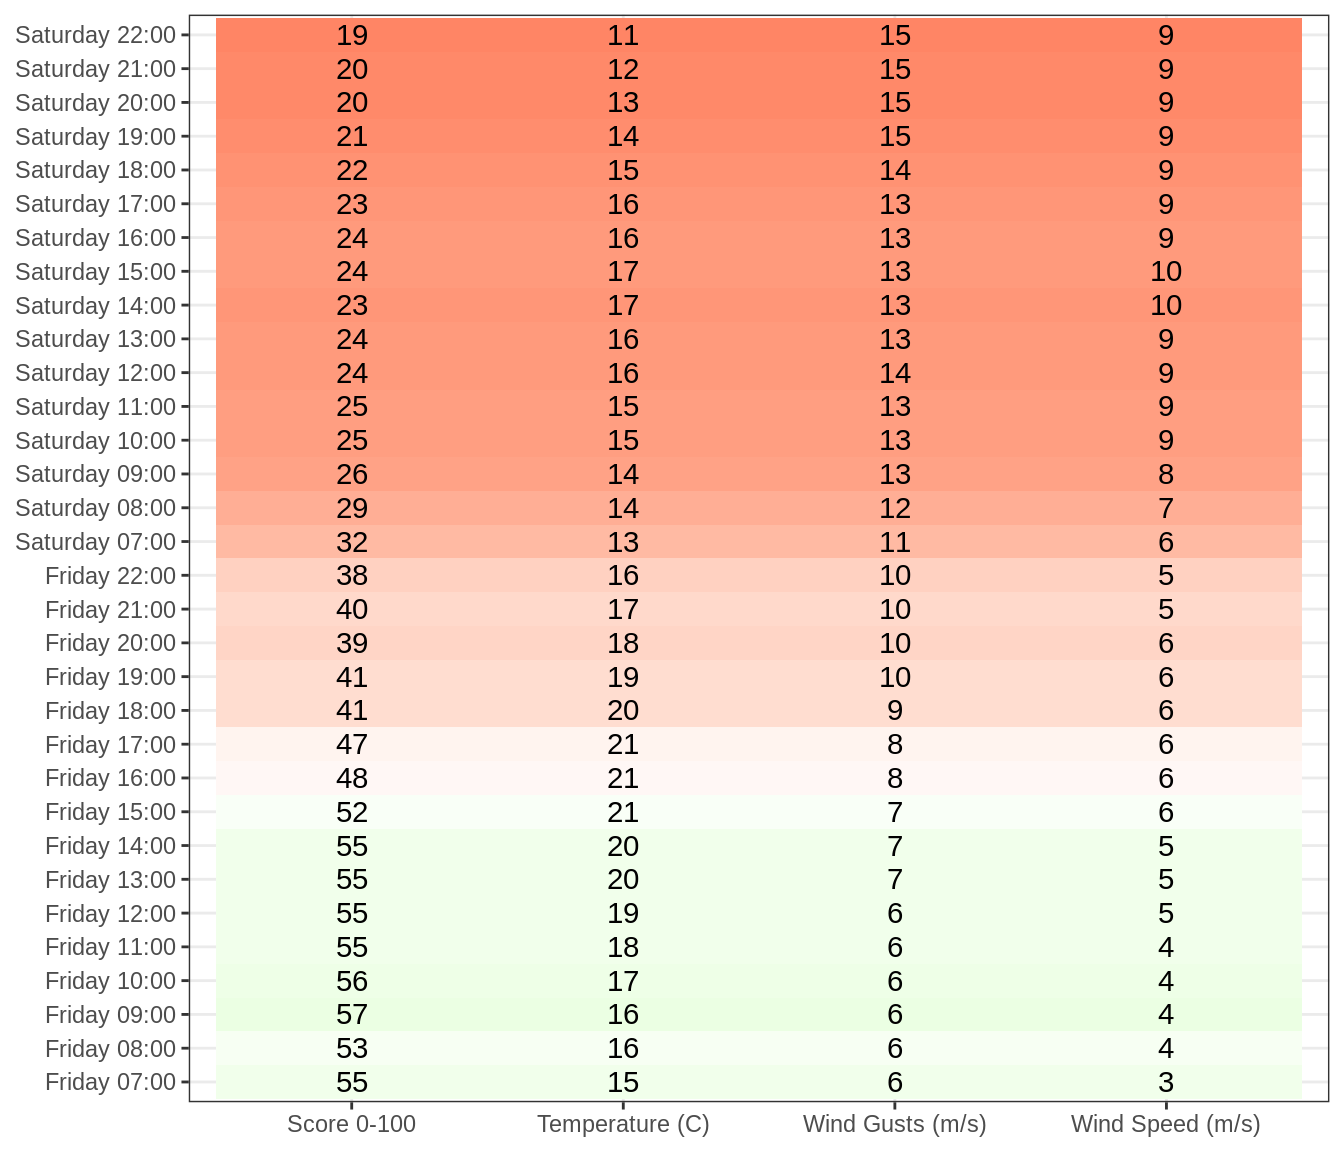 Saturday 22:00 19 11 15 9
Saturday 21:00 20 12 15 9
Saturday 20:00 20 13 15 9
Saturday 19:00 21 14 15 9
Saturday 18:00 22 15 14 9
Saturday 17:00 23 16 13 9
Saturday 16:00 24 16 13 9
Saturday 15:00 24 17 13 10
Saturday 14:00 23 17 13 10
Saturday 13:00 24 16 13 9
Saturday 12:00 24 16 14 9
Saturday 11:00 25 15 13 9
Saturday 10:00 25 15 13 9
Saturday 09:00 26 14 13 8
Saturday 08:00 29 14 12 7
Saturday 07:00 32 13 11 6
Friday 22:00 38 16 10 5
Friday 21:00 40 17 10 5
Friday 20:00 39 18 10 6
Friday 19:00 41 19 10 6
Friday 18:00 41 20 9 6
Friday 17:00 47 21 8 6
Friday 16:00 48 21 8 6
Friday 15:00 52 21 7 6
Friday 14:00 55 20 7 5
Friday 13:00 55 20 7 5
Friday 12:00 55 19 6 5
Friday 11:00 55 18 6 4
Friday 10:00 56 17 6 4
Friday 09:00 57 16 6 4
Friday 08:00 53 16 6 4
Friday 07:00 55 15 6 3
Score 0-100 Temperature (C) Wind Gusts (m/s) Wind Speed (m/s)